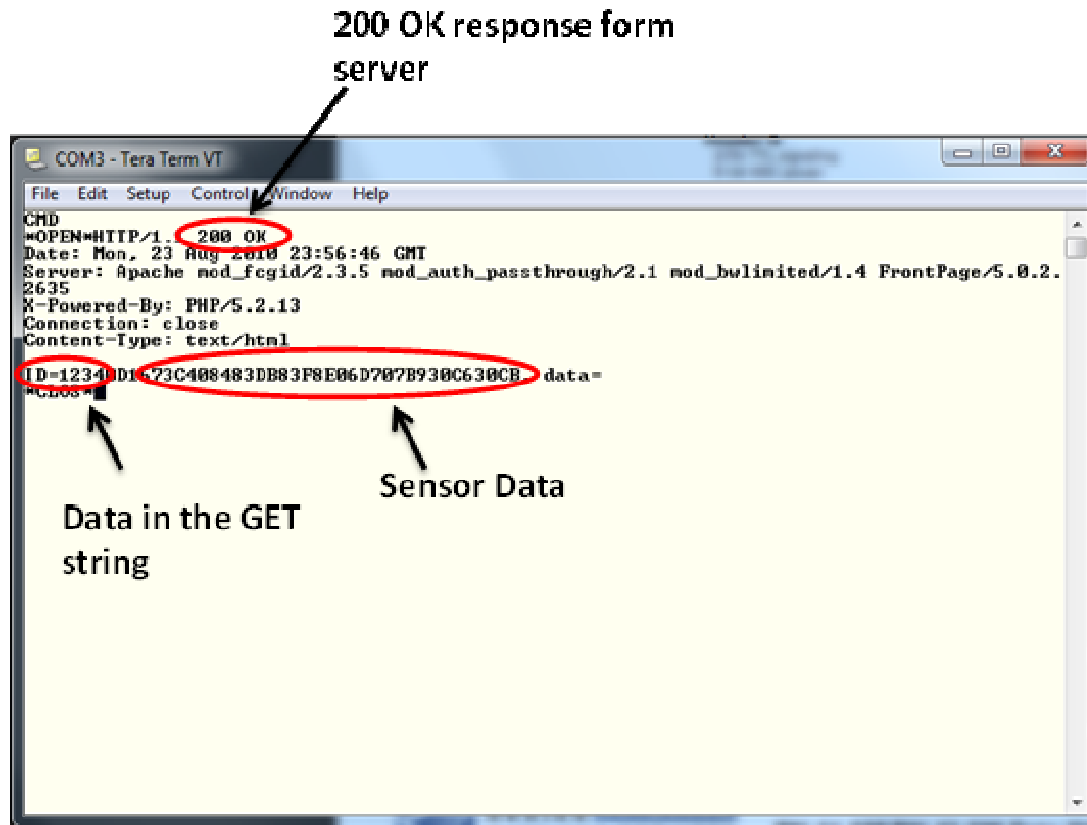 200 OK response form
server
COM3 - Tera Term VT
File Edit Setup Control Window Help
CMD
*OPEN*HTTP/1. 200 OK
Date: Mon, 23 Aug 2010 23:56:46 GMT
Server: Apache mod_fcgid/2.3.5 mod_auth_passthrough/2.1 mod_bwlimited/1.4 FrontPage/5.0.2.
2635
X-Powered-By: PHP/5.2.13
Connection: close
Content-Type: text/html
ID=1234 data=
*CLOS*
Sensor Data
Data in the GET
string